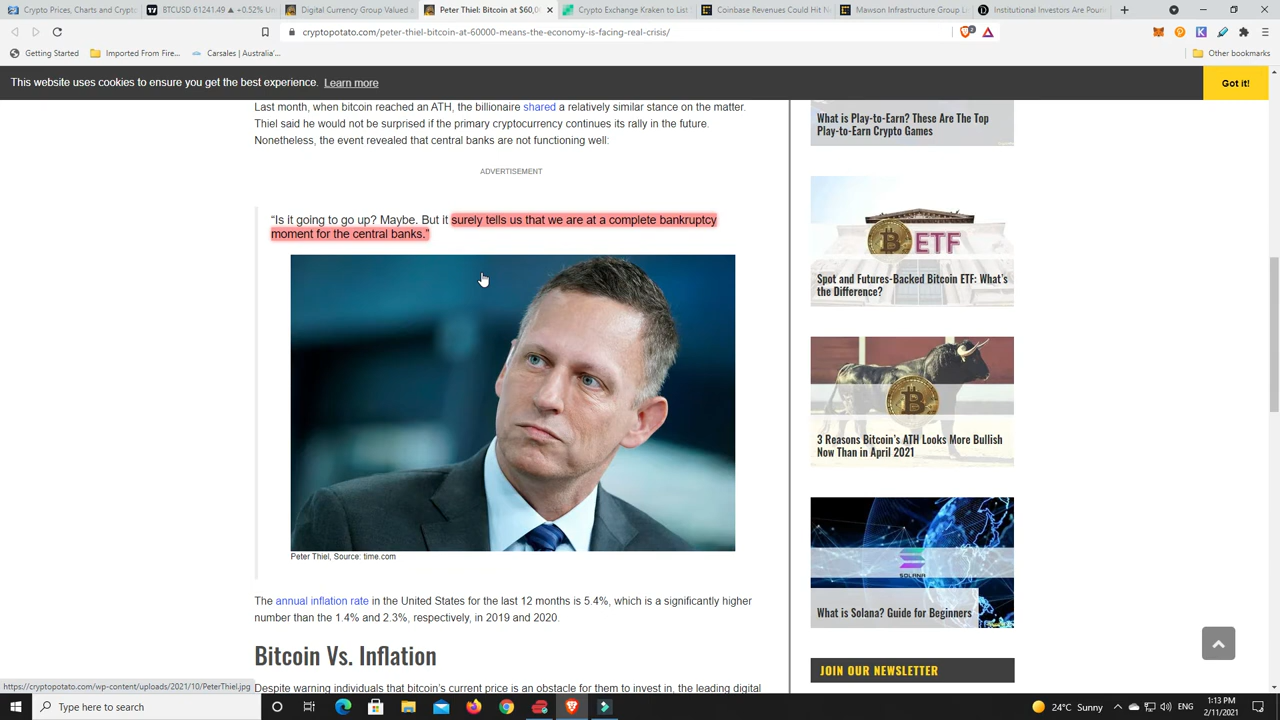 Crypto Prices, Charts and Crypto
BTCUSD 61241.49 ▲ +0.52% Un
Digital Currency Group Valued a
Peter Thiel: Bitcoin at $60,0
Crypto Exchange Kraken to List
Coinbase Revenues Could Hit N
Mawson Infrastructure Group L
Institutional Investors Are Pour
cryptopotato.com/peter-thiel-bitcoin-at-60000-means-the-economy-is-facing-real-crisis/
Getting Started
Imported From Fire...
Carsales | Australia'...
Other bookmarks
This website uses cookies to ensure you get the best experience. Learn more
Got it!
Last month, when bitcoin reached an ATH, the billionaire shared a relatively similar stance on the matter.
Thiel said he would not be surprised if the primary cryptocurrency continues its rally in the future.
Nonetheless, the event revealed that central banks are not functioning well:
ADVERTISEMENT
“Is it going to go up? Maybe. But it surely tells us that we are at a complete bankruptcy
moment for the central banks.”
Peter Thiel, Source: time.com
The annual inflation rate in the United States for the last 12 months is 5.4%, which is a significantly higher
number than the 1.4% and 2.3%, respectively, in 2019 and 2020.
Bitcoin Vs. Inflation
Despite warning individuals that bitcoin's current price is an obstacle for them to invest in, the leading digital
What is Play-to-Earn? These Are The Top
Play-to-Earn Crypto Games
ETF
Spot and Futures-Backed Bitcoin ETF: What's
the Difference?
3 Reasons Bitcoin's ATH Looks More Bullish
Now Than in April 2021
SOLANA
What is Solana? Guide for Beginners
JOIN OUR NEWSLETTER
https://cryptopotato.com/wp-content/uploads/2021/10/PeterThiel.jpg
Type here to search
24°C Sunny
ENG
1:13 PM
2/11/2021